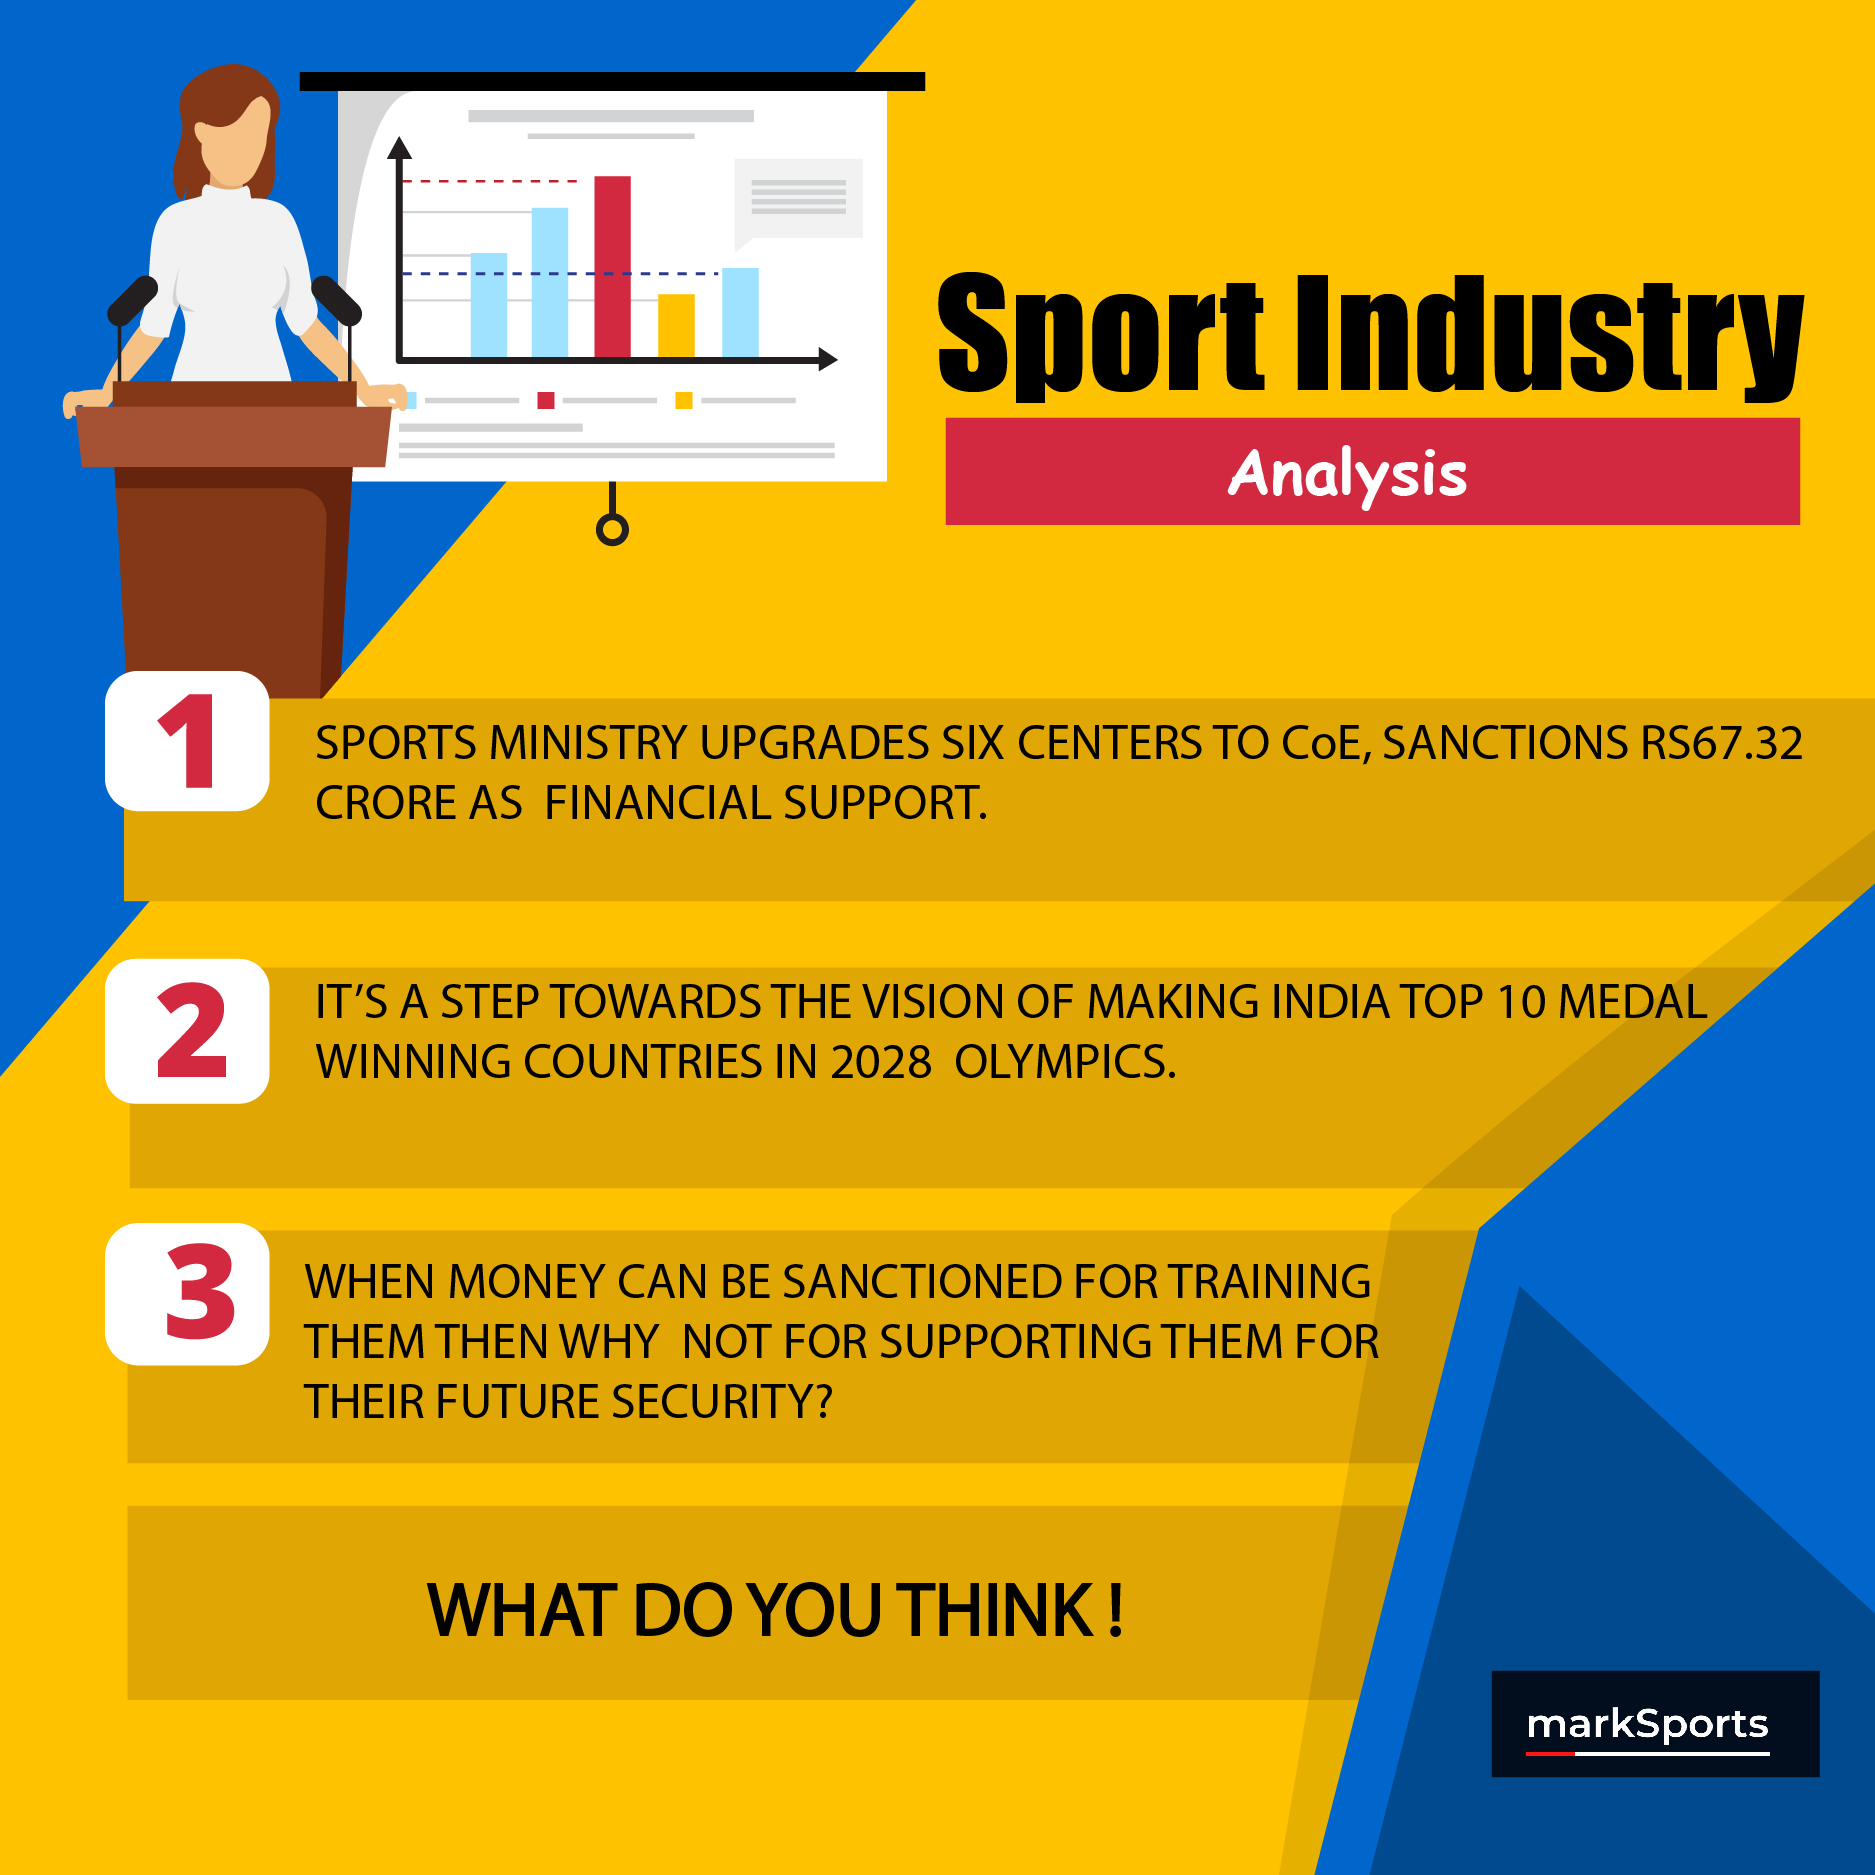 Sport Industry
Analysis
1
SPORTS MINISTRY UPGRADES SIX CENTERS TO CoE, SANCTIONS RS67.32
CRORE AS FINANCIAL SUPPORT.
2
IT’S A STEP TOWARDS THE VISION OF MAKING INDIA TOP 10 MEDAL
WINNING COUNTRIES IN 2028 OLYMPICS.
3
WHEN MONEY CAN BE SANCTIONED FOR TRAINING
THEM THEN WHY NOT FOR SUPPORTING THEM FOR
THEIR FUTURE SECURITY?
WHAT DO YOU THINK !
markSports